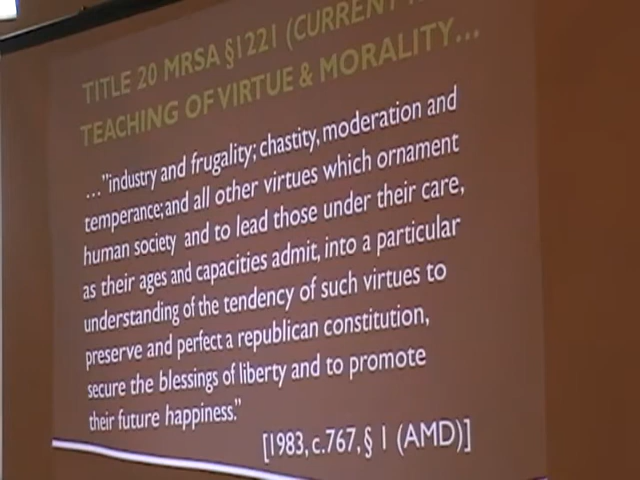 TITLE 20 MRSA §1221 (CURRENT
TEACHING OF VIRTUE & MORALITY...
..."industry and frugality; chastity, moderation and
temperance; and all other virtues which ornament
human society and to lead those under their care,
as their ages and capacities admit, into a particular
understanding of the tendency of such virtues to
preserve and perfect a republican constitution,
secure the blessings of liberty and to promote
their future happiness."
[1983, c.767, § 1 (AMD)]